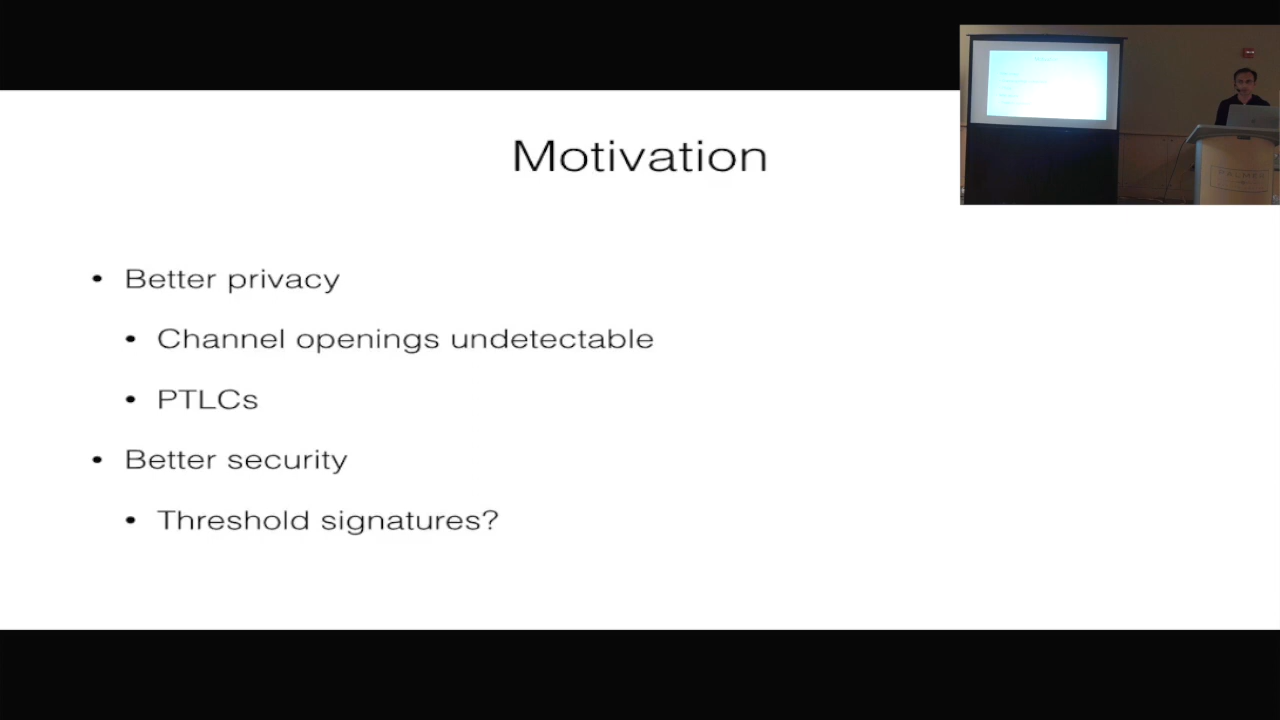 Motivation
• Better privacy
• Channel openings undetectable
• PTLCs
• Better security
• Threshold signatures?